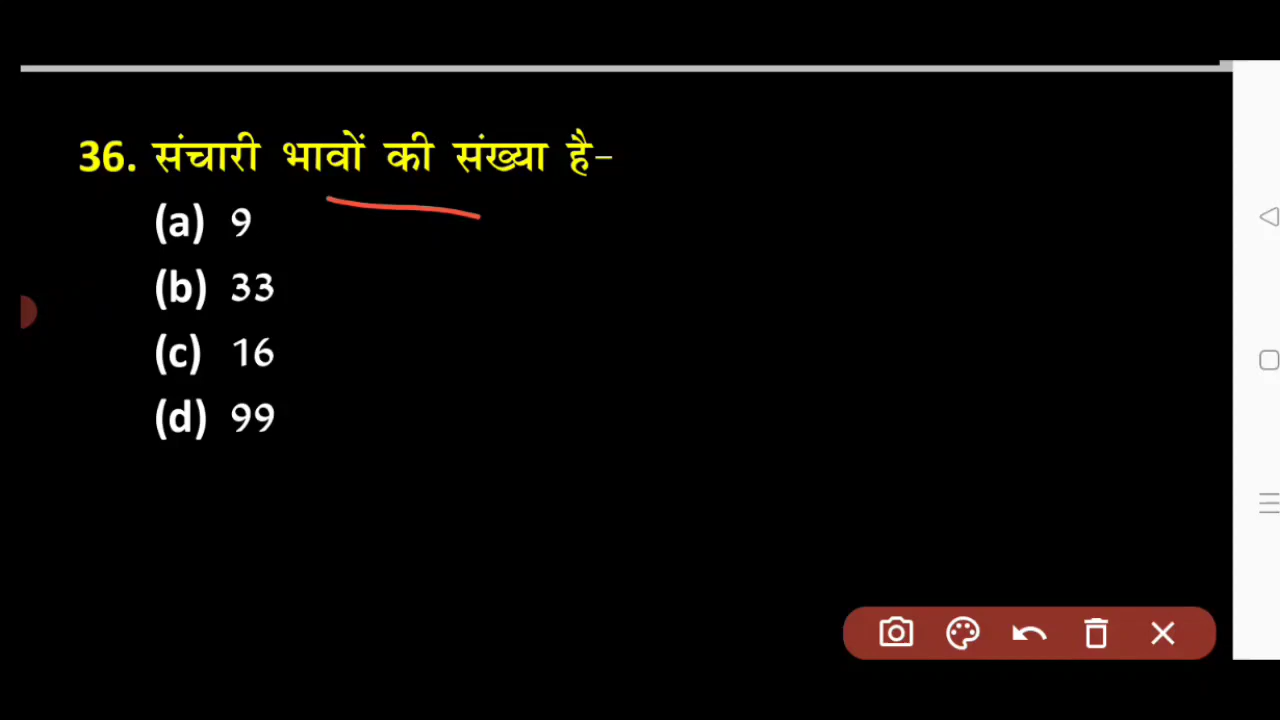 36. संचारी भावों की संख्या है-
(a) 9
(b) 33
(c) 16
(d) 99